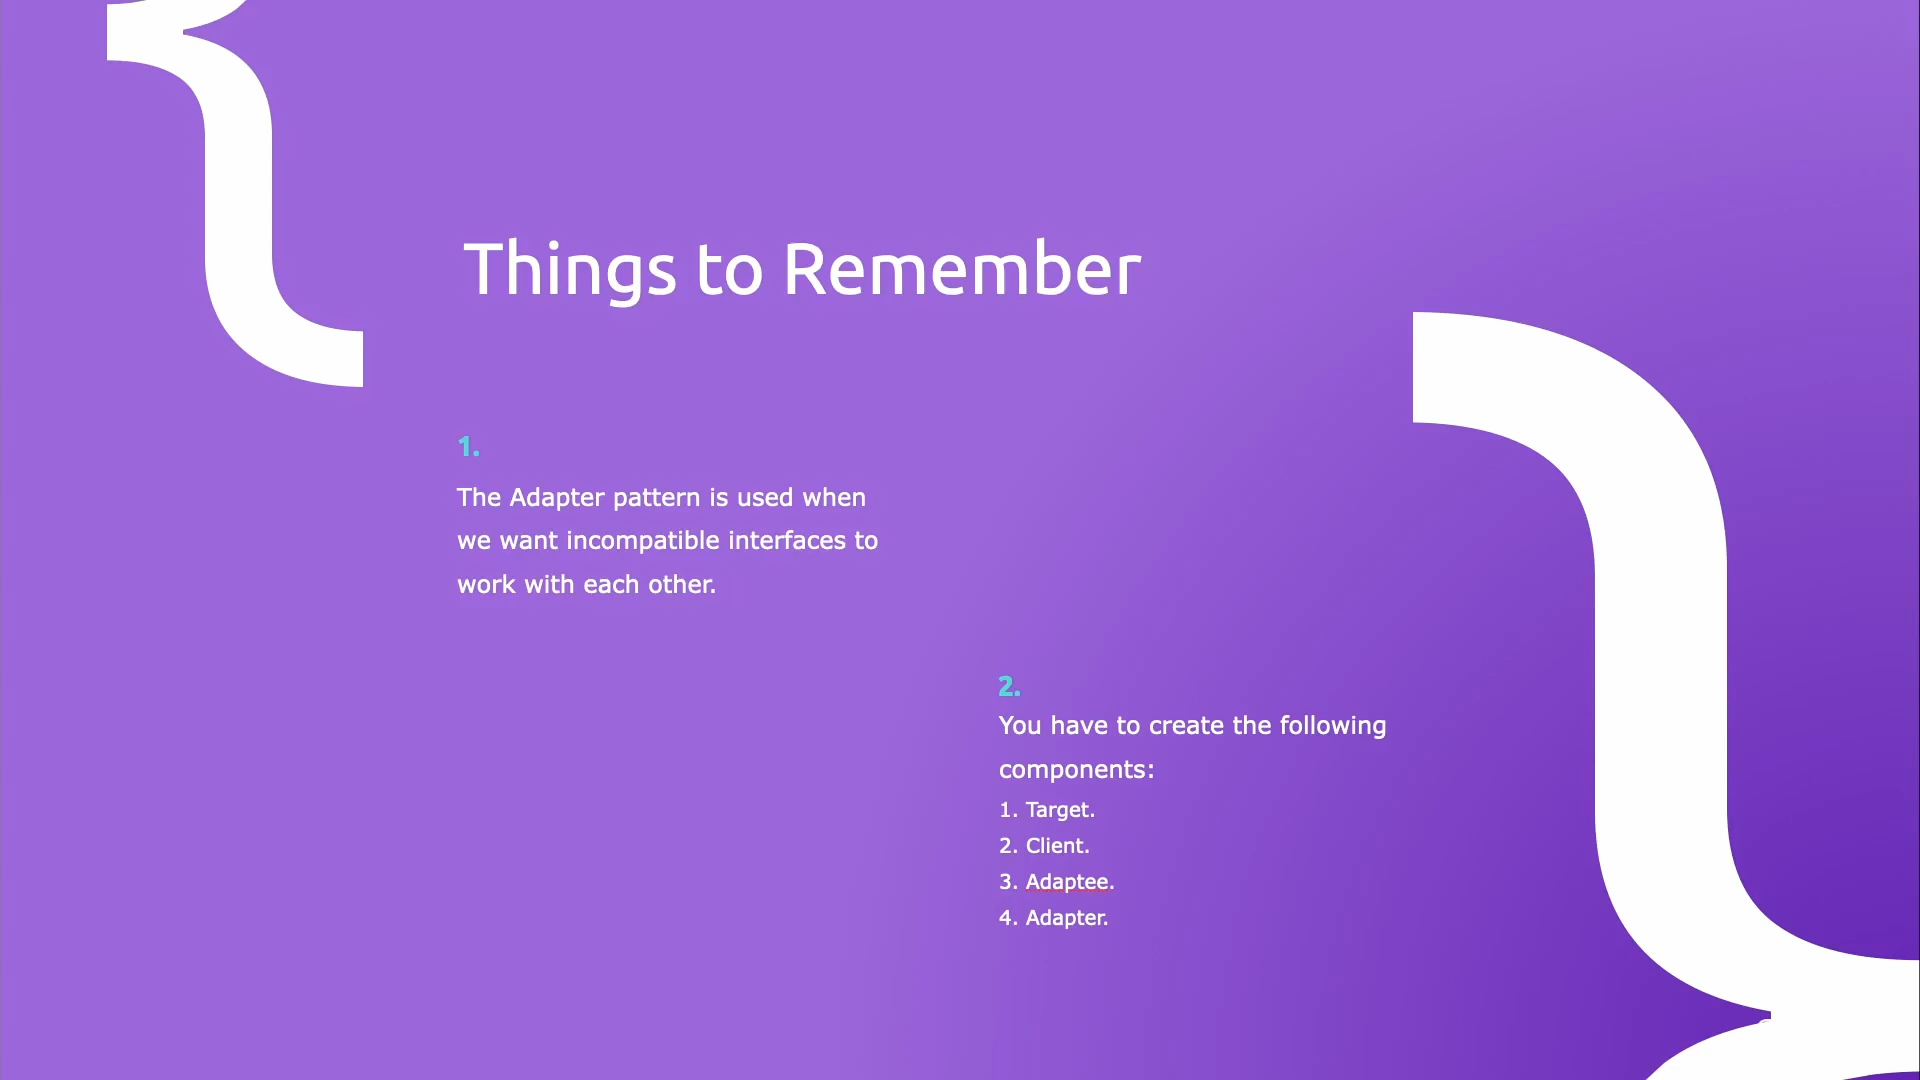 Things to Remember
1.
The Adapter pattern is used when
we want incompatible interfaces to
work with each other.
2.
You have to create the following
components:
1. Target.
2. Client.
3. Adaptee.
4. Adapter.